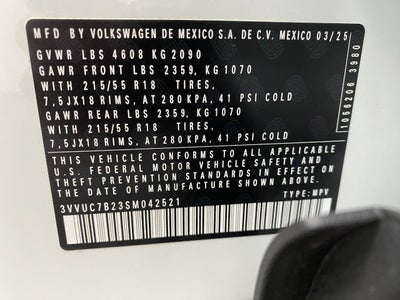 MFD BY VOLKSWAGEN DE MEXICO S.A. DE C.V. MEXICO 03/25
GVWR LBS 4608 KG 2090
GAWR FRONT LBS 2359, KG 1070
WITH 215/55 R18 TIRES,
7,5JX18 RIMS, AT 280 KPA, 41 PSI COLD
GAWR REAR LBS 2359, KG 1070
WITH 215/55 R18 TIRES,
7,5JX18 RIMS, AT 280 KPA, 41 PSI COLD
THIS VEHICLE CONFORMS TO ALL APPLICABLE
U.S. FEDERAL MOTOR VEHICLE SAFETY AND
THEFT PREVENTION STANDARDS IN EFFECT ON
THE DATE OF MANUFACTURE SHOWN ABOVE.
TYPE: MPV
3VVUC7B23SM042521
1056206 3980